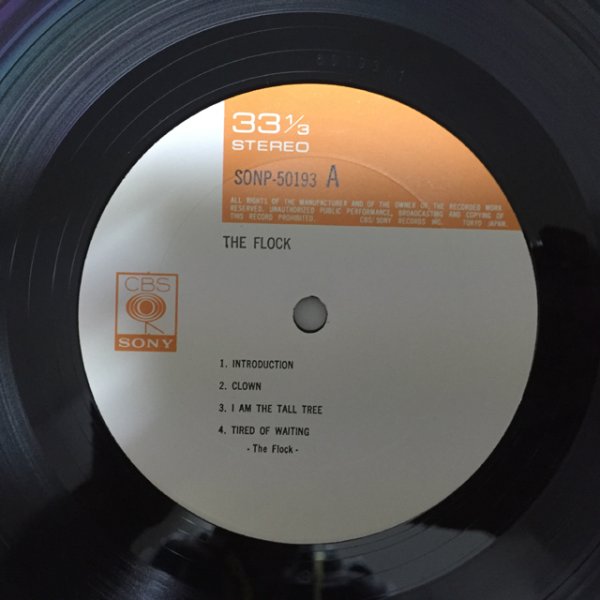 33 1/3
STEREO
SONP-50193 A
ALL RIGHTS OF THE MANUFACTURER AND OF THE OWNER OF THE RECORDED WORK
RESERVED. UNAUTHORIZED PUBLIC PERFORMANCE, BROADCASTING AND COPYING OF
THIS RECORD PROHIBITED. CBS/SONY RECORDS INC. TOKYO JAPAN.
THE FLOCK
CBS
SONY
1. INTRODUCTION
2. CLOWN
3. I AM THE TALL TREE
4. TIRED OF WAITING
- The Flock -